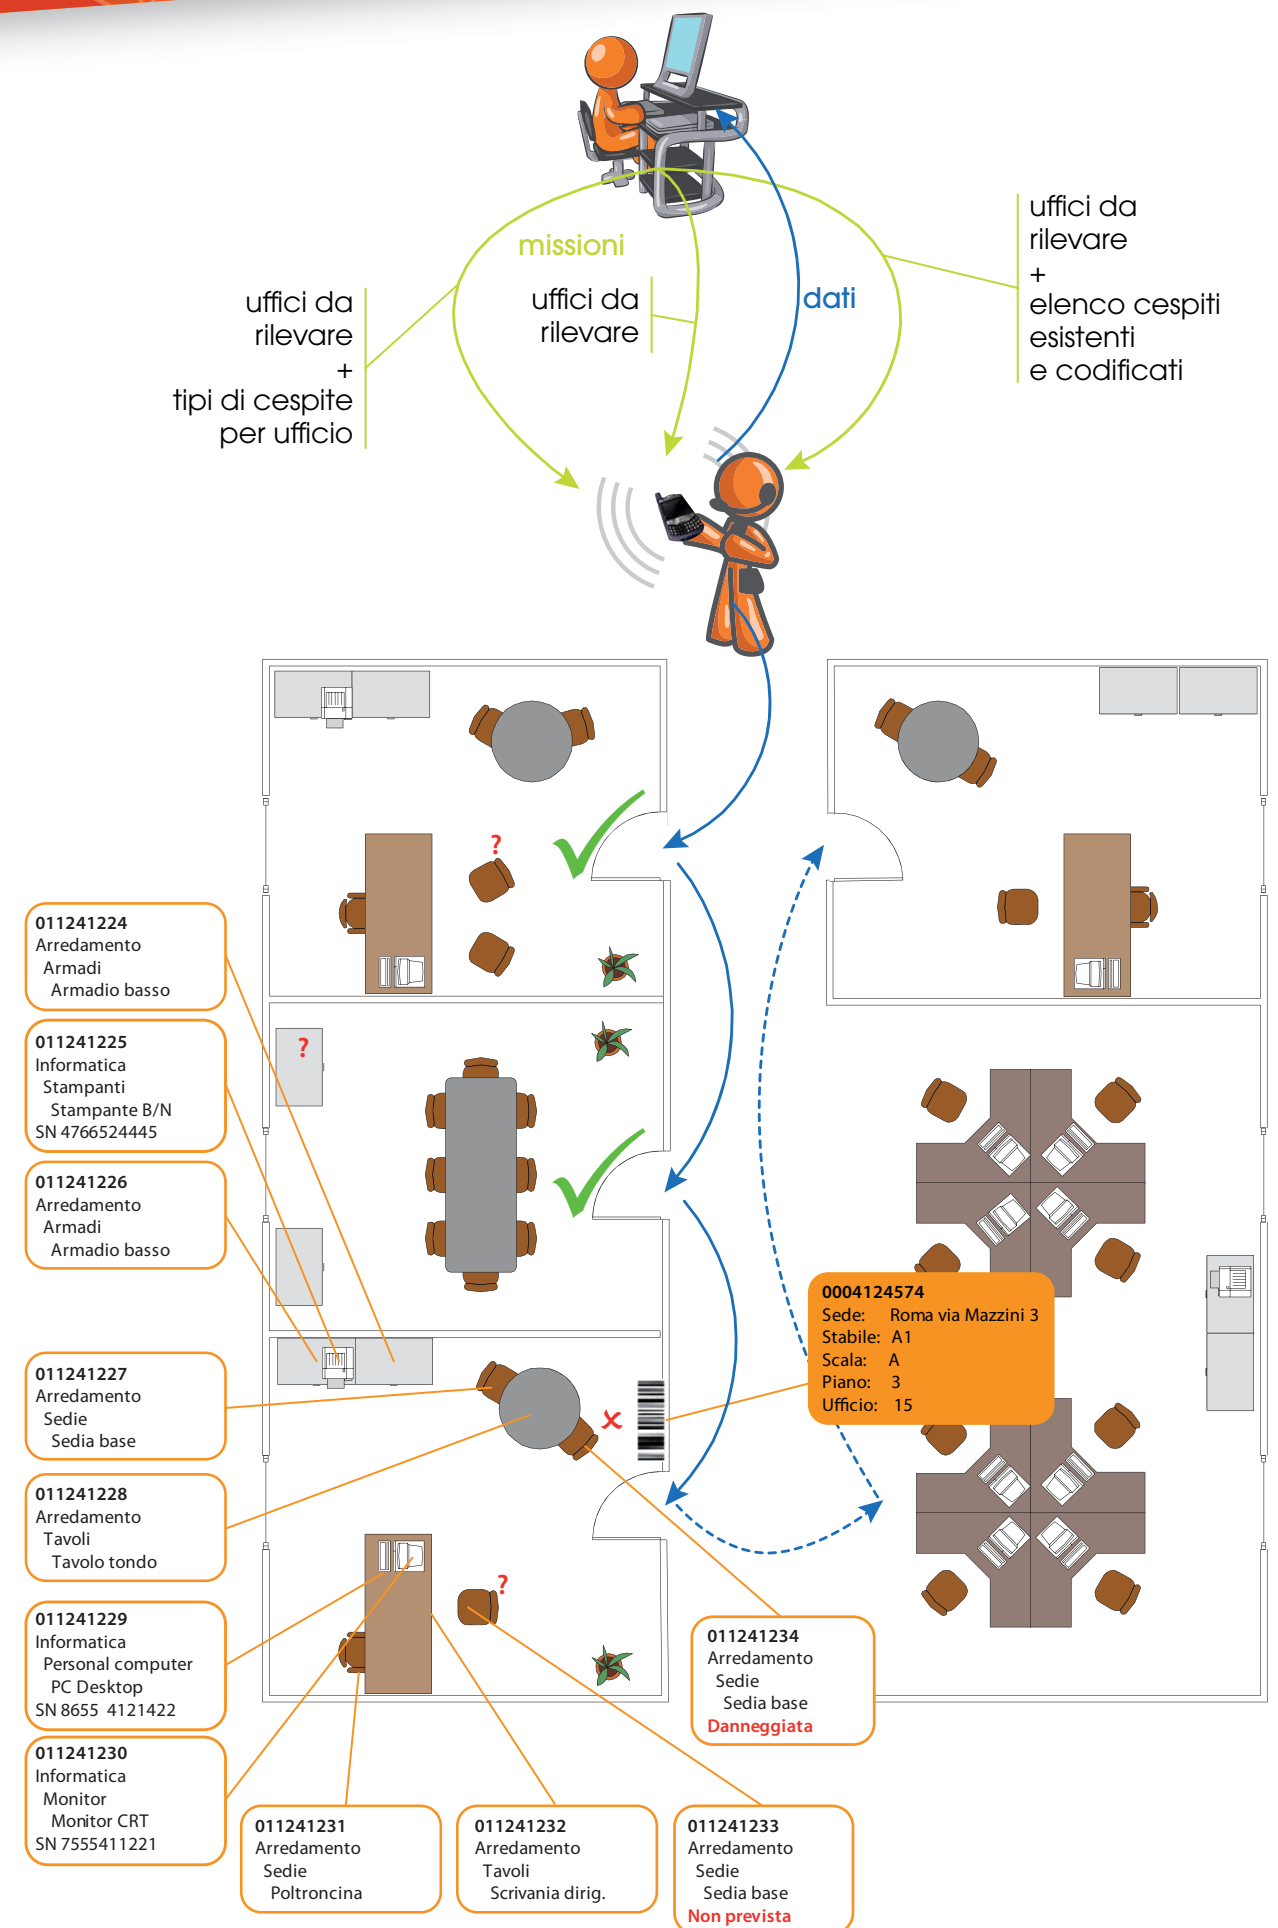 missioni
uffici da
rilevare
+
tipi di cespite
per ufficio
uffici da
rilevare
dati
uffici da
rilevare
+
elenco cespiti
esistenti
e codificati
?
011241224
Arredamento
Armadi
Armadio basso
011241225
Informatica
Stampanti
Stampante B/N
SN 4766524445
?
011241226
Arredamento
Armadi
Armadio basso
0004124574
Sede: Roma via Mazzini 3
Stabile: A1
Scala: A
Piano: 3
Ufficio: 15
011241227
Arredamento
Sedie
Sedia base
011241228
Arredamento
Tavoli
Tavolo tondo
?
011241229
Informatica
Personal computer
PC Desktop
SN 8655 4121422
011241234
Arredamento
Sedie
Sedia base
Danneggiata
011241230
Informatica
Monitor
Monitor CRT
SN 7555411221
011241231
Arredamento
Sedie
Poltroncina
011241232
Arredamento
Tavoli
Scrivania dirig.
011241233
Arredamento
Sedie
Sedia base
Non prevista